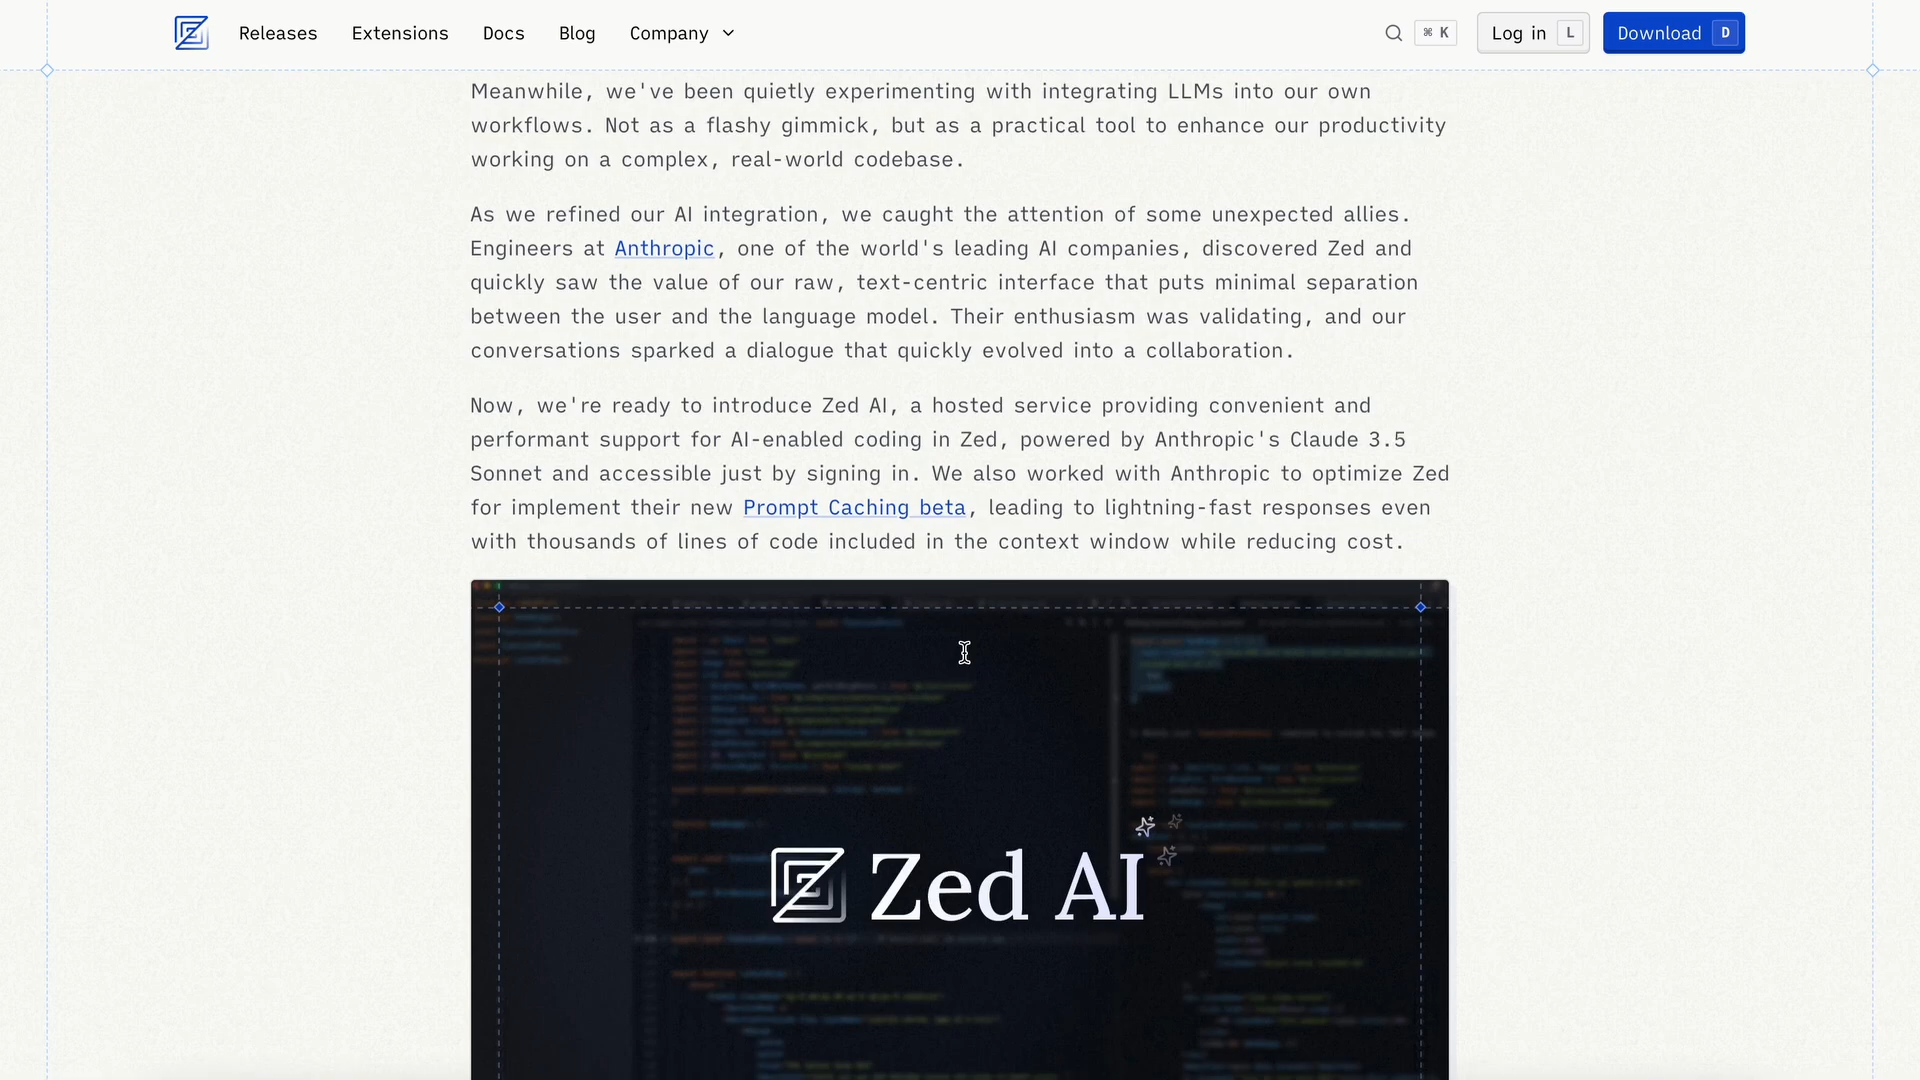 Releases Extensions Docs Blog Company ⌘ K Log in L Download D
Meanwhile, we've been quietly experimenting with integrating LLMs into our own
workflows. Not as a flashy gimmick, but as a practical tool to enhance our productivity
working on a complex, real-world codebase.
As we refined our AI integration, we caught the attention of some unexpected allies.
Engineers at Anthropic, one of the world's leading AI companies, discovered Zed and
quickly saw the value of our raw, text-centric interface that puts minimal separation
between the user and the language model. Their enthusiasm was validating, and our
conversations sparked a dialogue that quickly evolved into a collaboration.
Now, we're ready to introduce Zed AI, a hosted service providing convenient and
performant support for AI-enabled coding in Zed, powered by Anthropic's Claude 3.5
Sonnet and accessible just by signing in. We also worked with Anthropic to optimize Zed
for implement their new Prompt Caching beta, leading to lightning-fast responses even
with thousands of lines of code included in the context window while reducing cost.
Zed AI